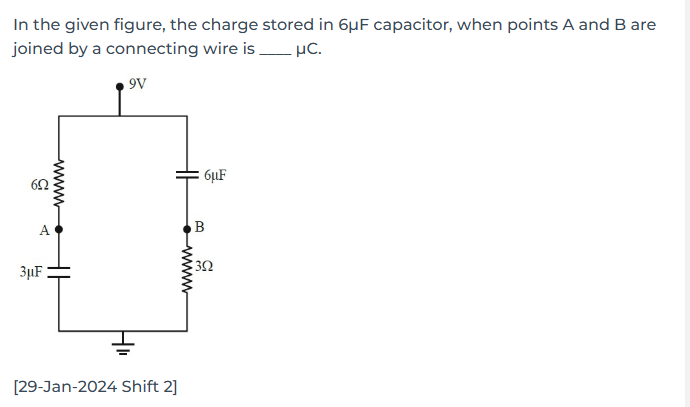 In the given figure, the charge stored in 6μF capacitor, when points A and B are
joined by a connecting wire is ____ μC.
9V
6Ω
6μF
A
B
3μF
3Ω
[29-Jan-2024 Shift 2]